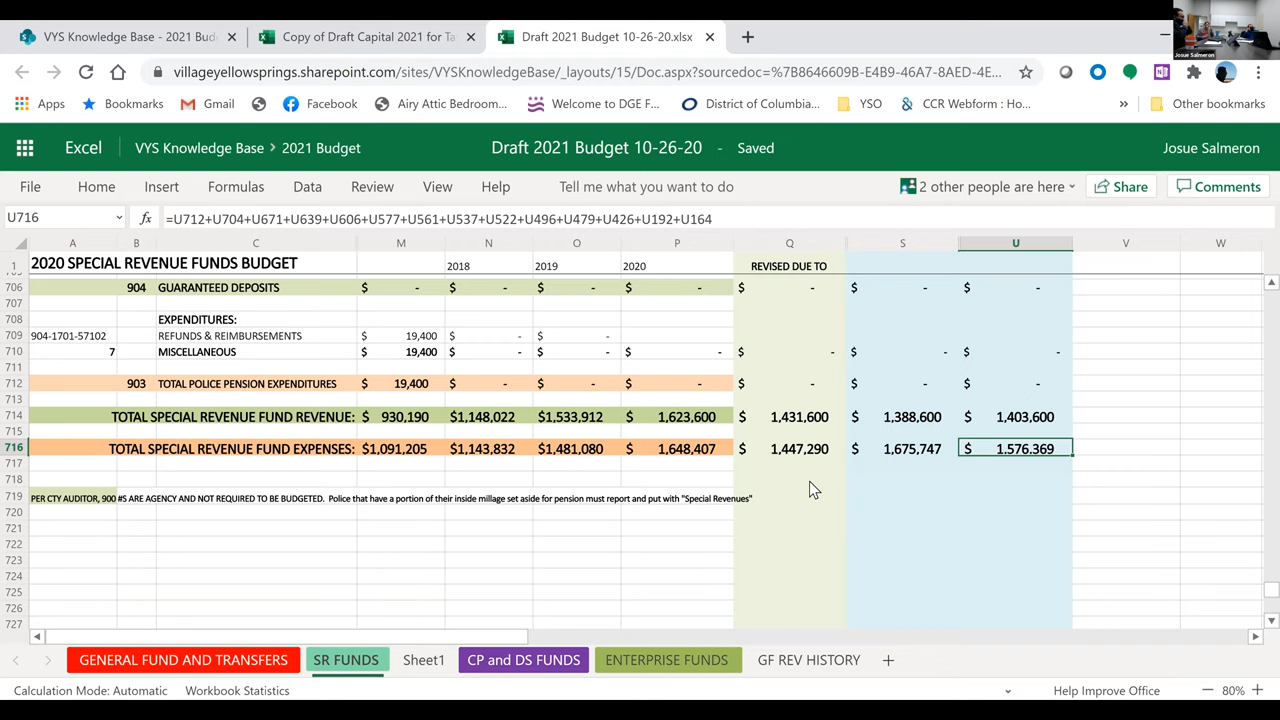 VYS Knowledge Base - 2021 Bud
Copy of Draft Capital 2021 for Ta
Draft 2021 Budget 10-26-20.xlsx
Josue Salmeron
villageyellowsprings.sharepoint.com/sites/VYSKnowledgeBase/_layouts/15/Doc.aspx?sourcedoc=%7B8646609B-E4B9-46A7-8AED-4E...
Apps Bookmarks Gmail Facebook Airy Attic Bedroom... Welcome to DGE F... District of Columbia... YSO CCR Webform : Ho... » Other bookmarks
Excel VYS Knowledge Base > 2021 Budget Draft 2021 Budget 10-26-20 - Saved Josue Salmeron
File Home Insert Formulas Data Review View Help Tell me what you want to do 2 other people are here Share Comments
U716 fx =U712+U704+U671+U639+U606+U577+U561+U537+U522+U496+U479+U426+U192+U164
A B C M N O P Q S U V W
1 2020 SPECIAL REVENUE FUNDS BUDGET 2018 2019 2020 REVISED DUE TO
706 904 GUARANTEED DEPOSITS $ - $ - $ - $ - $ - $ - $ -
707
708 EXPENDITURES:
709 904-1701-57102 REFUNDS & REIMBURSEMENTS $ 19,400 $ - $ -
710 7 MISCELLANEOUS $ 19,400 $ - $ - $ - $ - $ - $ -
711
712 903 TOTAL POLICE PENSION EXPENDITURES $ 19,400 $ - $ - $ - $ - $ - $ -
713
714 TOTAL SPECIAL REVENUE FUND REVENUE: $ 930,190 $1,148,022 $1,533,912 $ 1,623,600 $ 1,431,600 $ 1,388,600 $ 1,403,600
715
716 TOTAL SPECIAL REVENUE FUND EXPENSES: $1,091,205 $1,143,832 $1,481,080 $ 1,648,407 $ 1,447,290 $ 1,675,747 $ 1.576.369
717
718
719 PER CTY AUDITOR, 900 #S ARE AGENCY AND NOT REQUIRED TO BE BUDGETED. Police that have a portion of their inside millage set aside for pension must report and put with "Special Revenues"
720
721
722
723
724
725
726
727
GENERAL FUND AND TRANSFERS SR FUNDS Sheet1 CP and DS FUNDS ENTERPRISE FUNDS GF REV HISTORY
Calculation Mode: Automatic Workbook Statistics Help Improve Office 80%